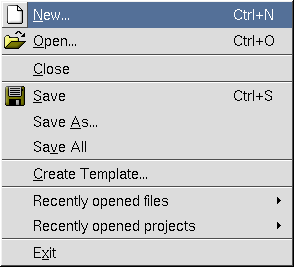 New... Ctrl+N
Open... Ctrl+O
Close
Save Ctrl+S
Save As...
Save All
Create Template...
Recently opened files
Recently opened projects
Exit